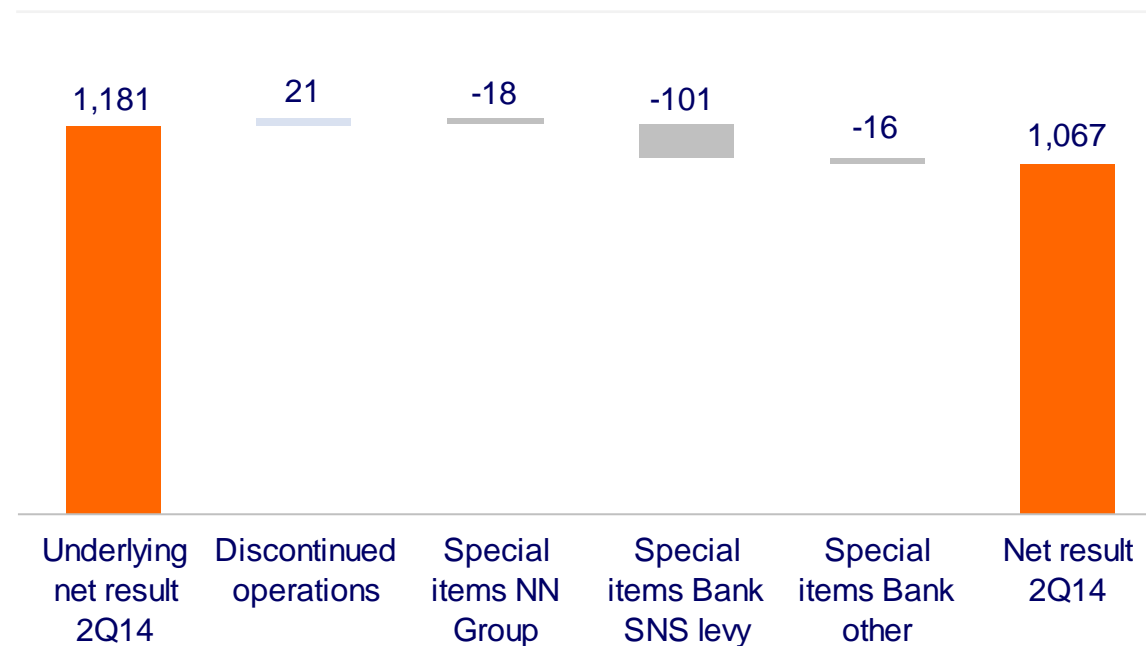 1,181
21
-18
-101
-16
1,067
Underlying
net result
2Q14
Discontinued
operations
Special
items NN
Group
Special
items Bank
SNS levy
Special
items Bank
other
Net result
2Q14